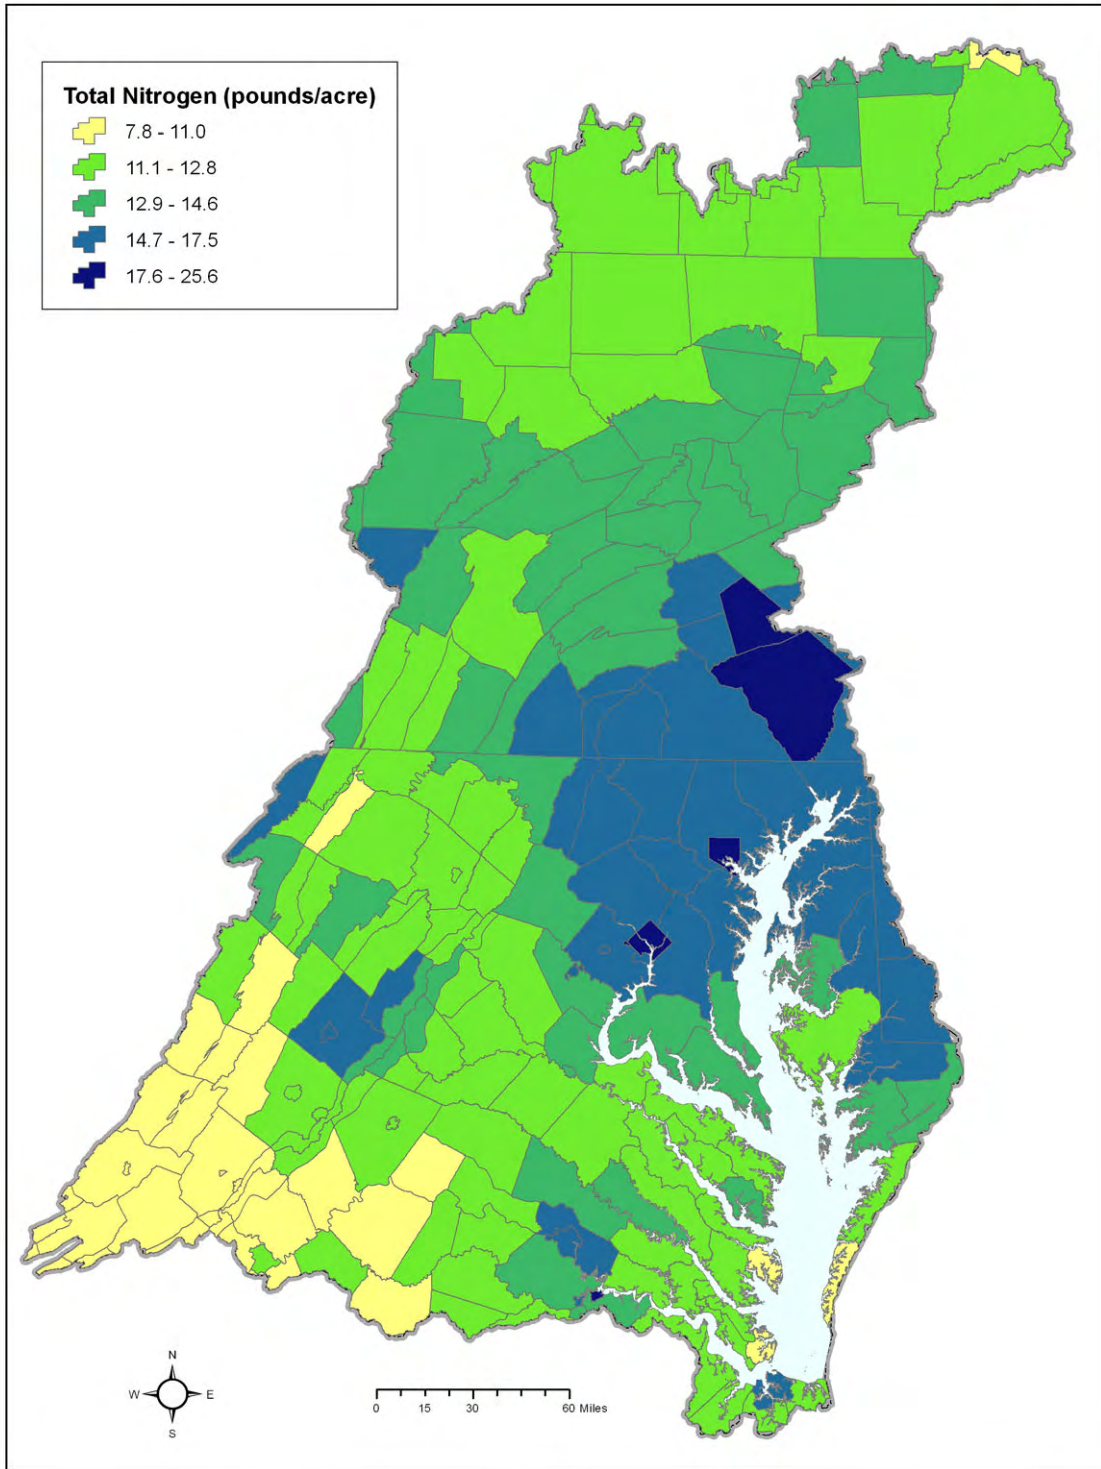 Total Nitrogen (pounds/acre)
7.8 - 11.0
11.1 - 12.8
12.9 - 14.6
14.7 - 17.5
17.6 - 25.6
N
W E
S
0 15 30 60 Miles